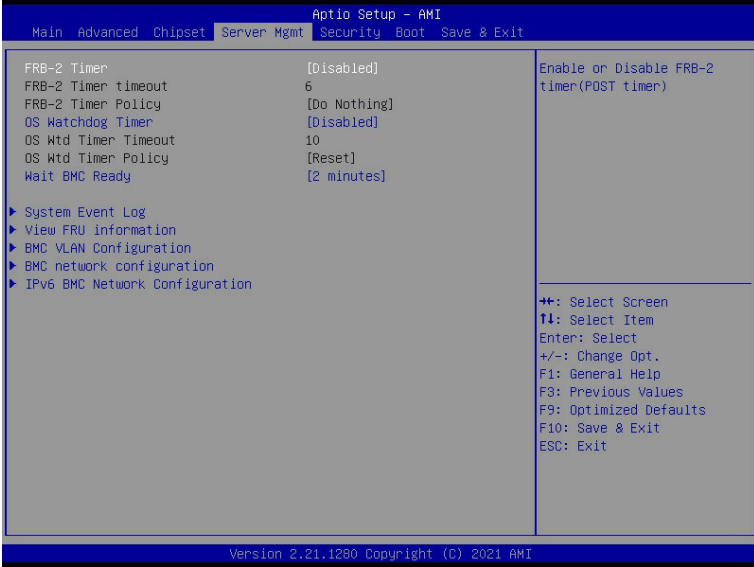 Aptio Setup - AMI
Main Advanced Chipset Server Mgmt Security Boot Save & Exit
FRB-2 Timer [Disabled]
FRB-2 Timer timeout 6
FRB-2 Timer Policy [Do Nothing]
OS Watchdog Timer [Disabled]
OS Wtd Timer Timeout 10
OS Wtd Timer Policy [Reset]
Wait BMC Ready [2 minutes]
System Event Log
View FRU information
BMC VLAN Configuration
BMC network configuration
IPv6 BMC Network Configuration
Enable or Disable FRB-2
timer(POST timer)
→←: Select Screen
↑↓: Select Item
Enter: Select
+/-: Change Opt.
F1: General Help
F3: Previous Values
F9: Optimized Defaults
F10: Save & Exit
ESC: Exit
Version 2.21.1280 Copyright (C) 2021 AMI